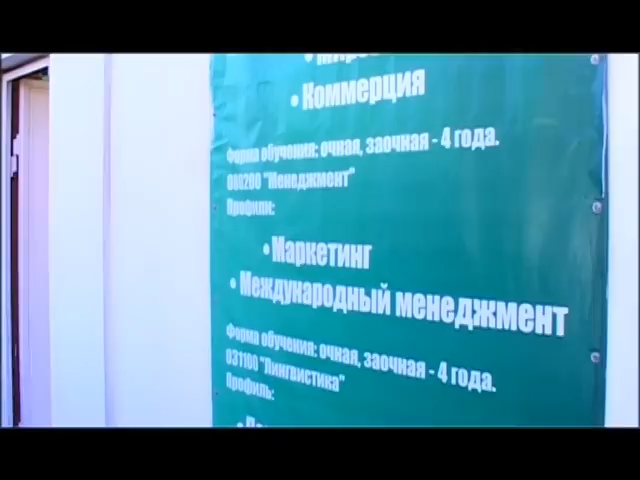 • Коммерция
Форма обучения: очная, заочная - 4 года.
080200 "Менеджмент"
Профили:
• Маркетинг
• Международный менеджмент
Форма обучения: очная, заочная - 4 года.
031100 "Лингвистика"
Профиль: